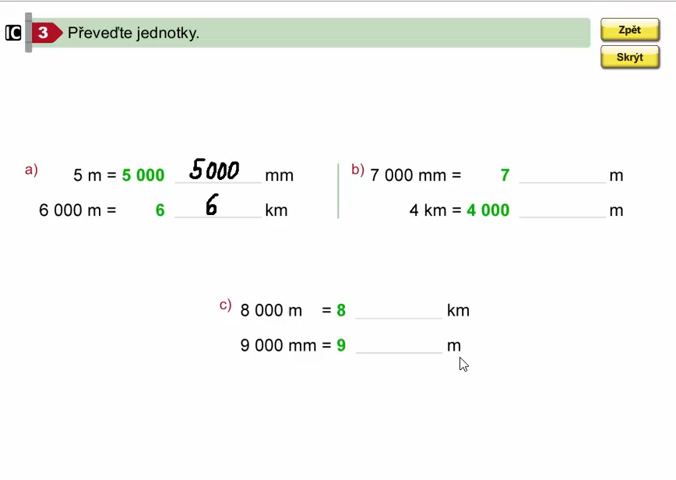 IC 3 Převeďte jednotky.
Zpět
Skrýt
a) 5 m = 5 000 5000 mm
6 000 m = 6 6 km
b) 7 000 mm = 7 m
4 km = 4 000 m
c) 8 000 m = 8 km
9 000 mm = 9 m